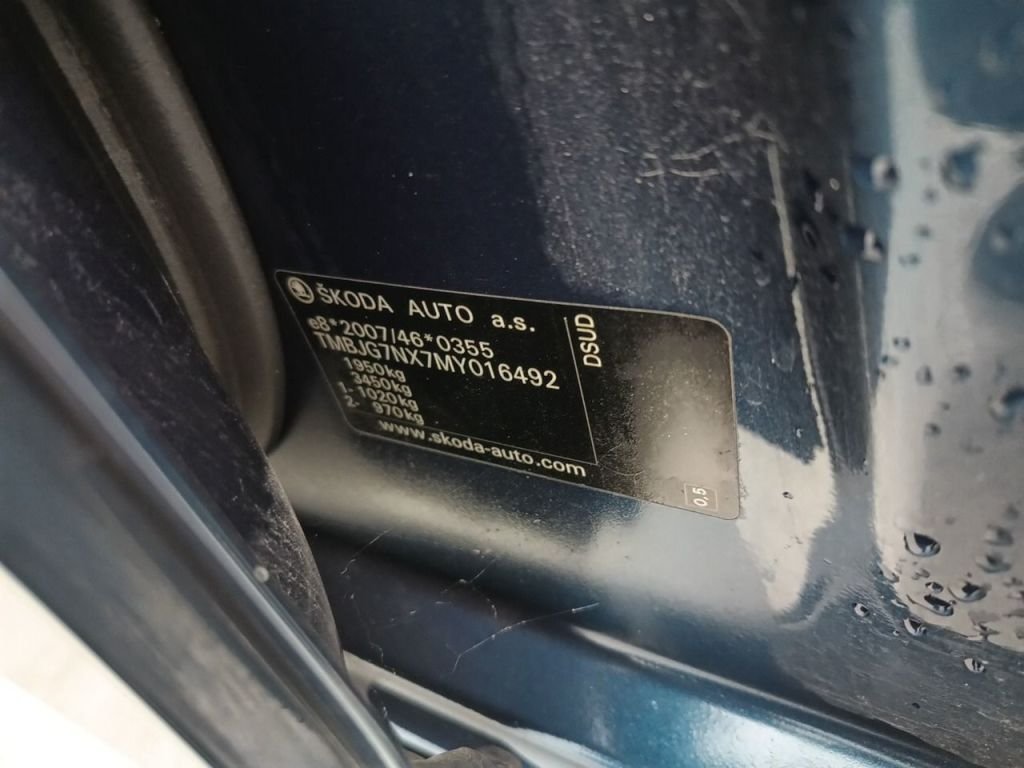 ŠKODA AUTO a.s.
e8*2007/46*0355
TMBJG7NX7MY016492
1950kg
3450kg
1- 1020kg
2- 970kg
www.skoda-auto.com
DSUD
0,5